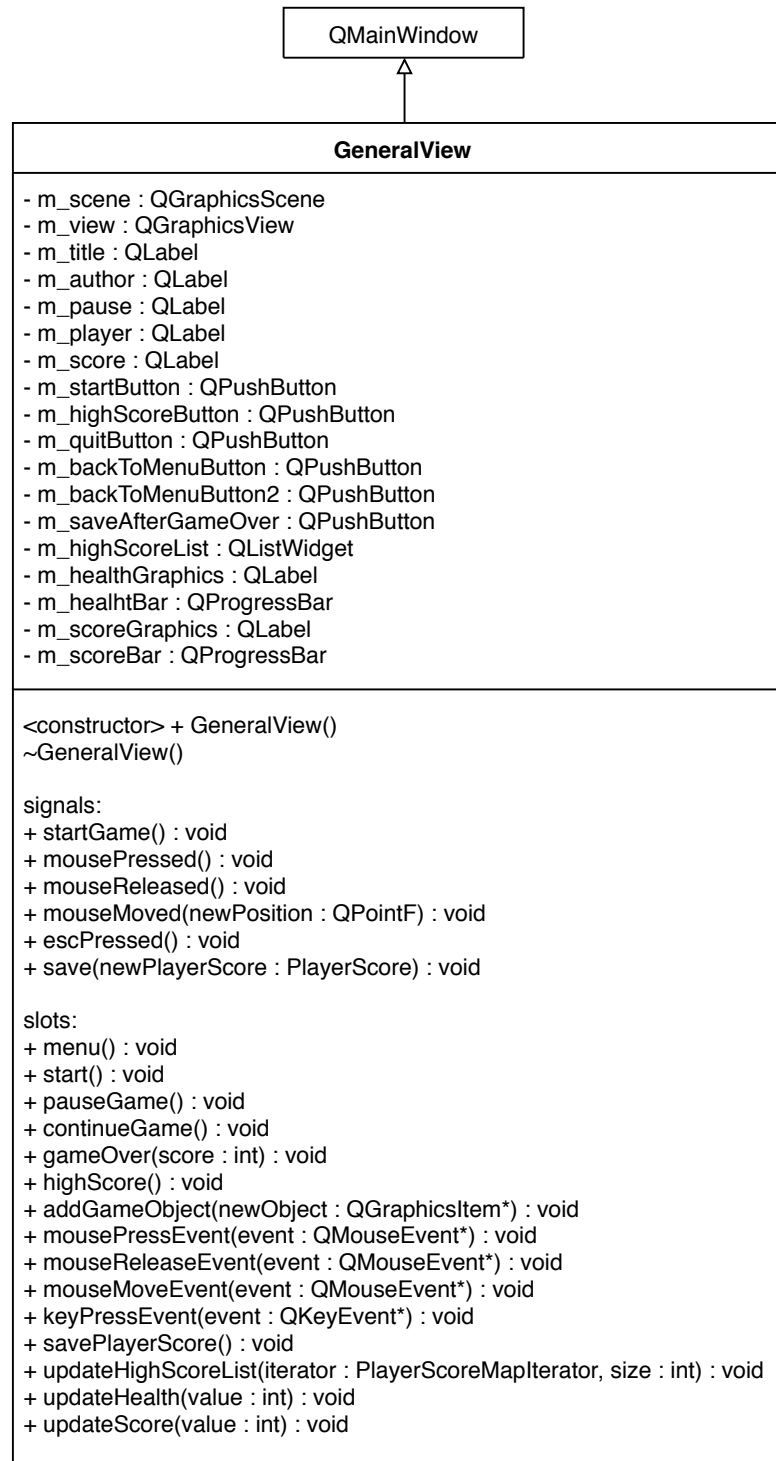 QMainWindow
GeneralView
- m_scene : QGraphicsScene
- m_view : QGraphicsView
- m_title : QLabel
- m_author : QLabel
- m_pause : QLabel
- m_player : QLabel
- m_score : QLabel
- m_startButton : QPushButton
- m_highScoreButton : QPushButton
- m_quitButton : QPushButton
- m_backToMenuButton : QPushButton
- m_backToMenuButton2 : QPushButton
- m_saveAfterGameOver : QPushButton
- m_highScoreList : QListWidget
- m_healthGraphics : QLabel
- m_healhtBar : QProgressBar
- m_scoreGraphics : QLabel
- m_scoreBar : QProgressBar
<constructor> + GeneralView()
~GeneralView()
signals:
+ startGame() : void
+ mousePressed() : void
+ mouseReleased() : void
+ mouseMoved(newPosition : QPointF) : void
+ escPressed() : void
+ save(newPlayerScore : PlayerScore) : void
slots:
+ menu() : void
+ start() : void
+ pauseGame() : void
+ continueGame() : void
+ gameOver(score : int) : void
+ highScore() : void
+ addGameObject(newObject : QGraphicsItem*) : void
+ mousePressEvent(event : QMouseEvent*) : void
+ mouseReleaseEvent(event : QMouseEvent*) : void
+ mouseMoveEvent(event : QMouseEvent*) : void
+ keyPressEvent(event : QKeyEvent*) : void
+ savePlayerScore() : void
+ updateHighScoreList(iterator : PlayerScoreMapIterator, size : int) : void
+ updateHealth(value : int) : void
+ updateScore(value : int) : void